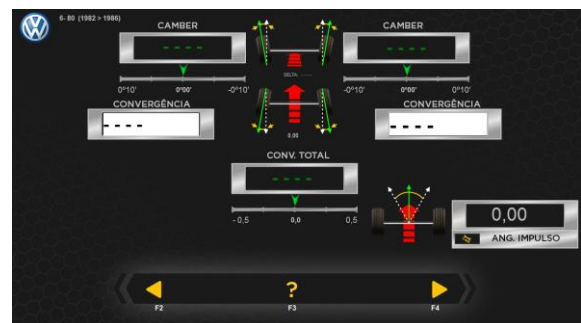 6- 80 (1982 > 1986)
CAMBER
CAMBER
- - - -
- - - -
DELTA: -----
0°10' 0°00' -0°10'
-0°10' 0°00' 0°10'
CONVERGÊNCIA
CONVERGÊNCIA
- - - -
- - - -
0,00
CONV. TOTAL
- - - -
- 0,5 0,0 0,5
0,00
ANG. IMPULSO
?
F2 F3 F4